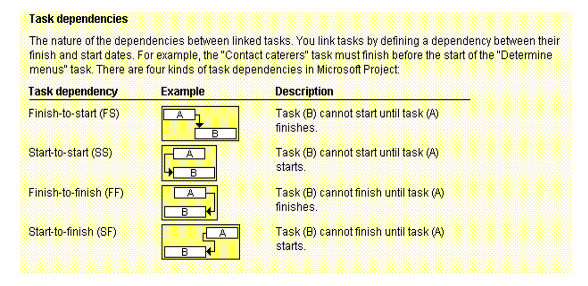 Task dependencies
The nature of the dependencies between linked tasks. You link tasks by defining a dependency between their
finish and start dates. For example, the "Contact caterers" task must finish before the start of the "Determine
menus" task. There are four kinds of task dependencies in Microsoft Project:
Task dependency Example Description
Finish-to-start (FS) A B Task (B) cannot start until task (A)
finishes.
Start-to-start (SS) A B Task (B) cannot start until task (A)
starts.
Finish-to-finish (FF) A B Task (B) cannot finish until task (A)
finishes.
Start-to-finish (SF) A B Task (B) cannot finish until task (A)
starts.